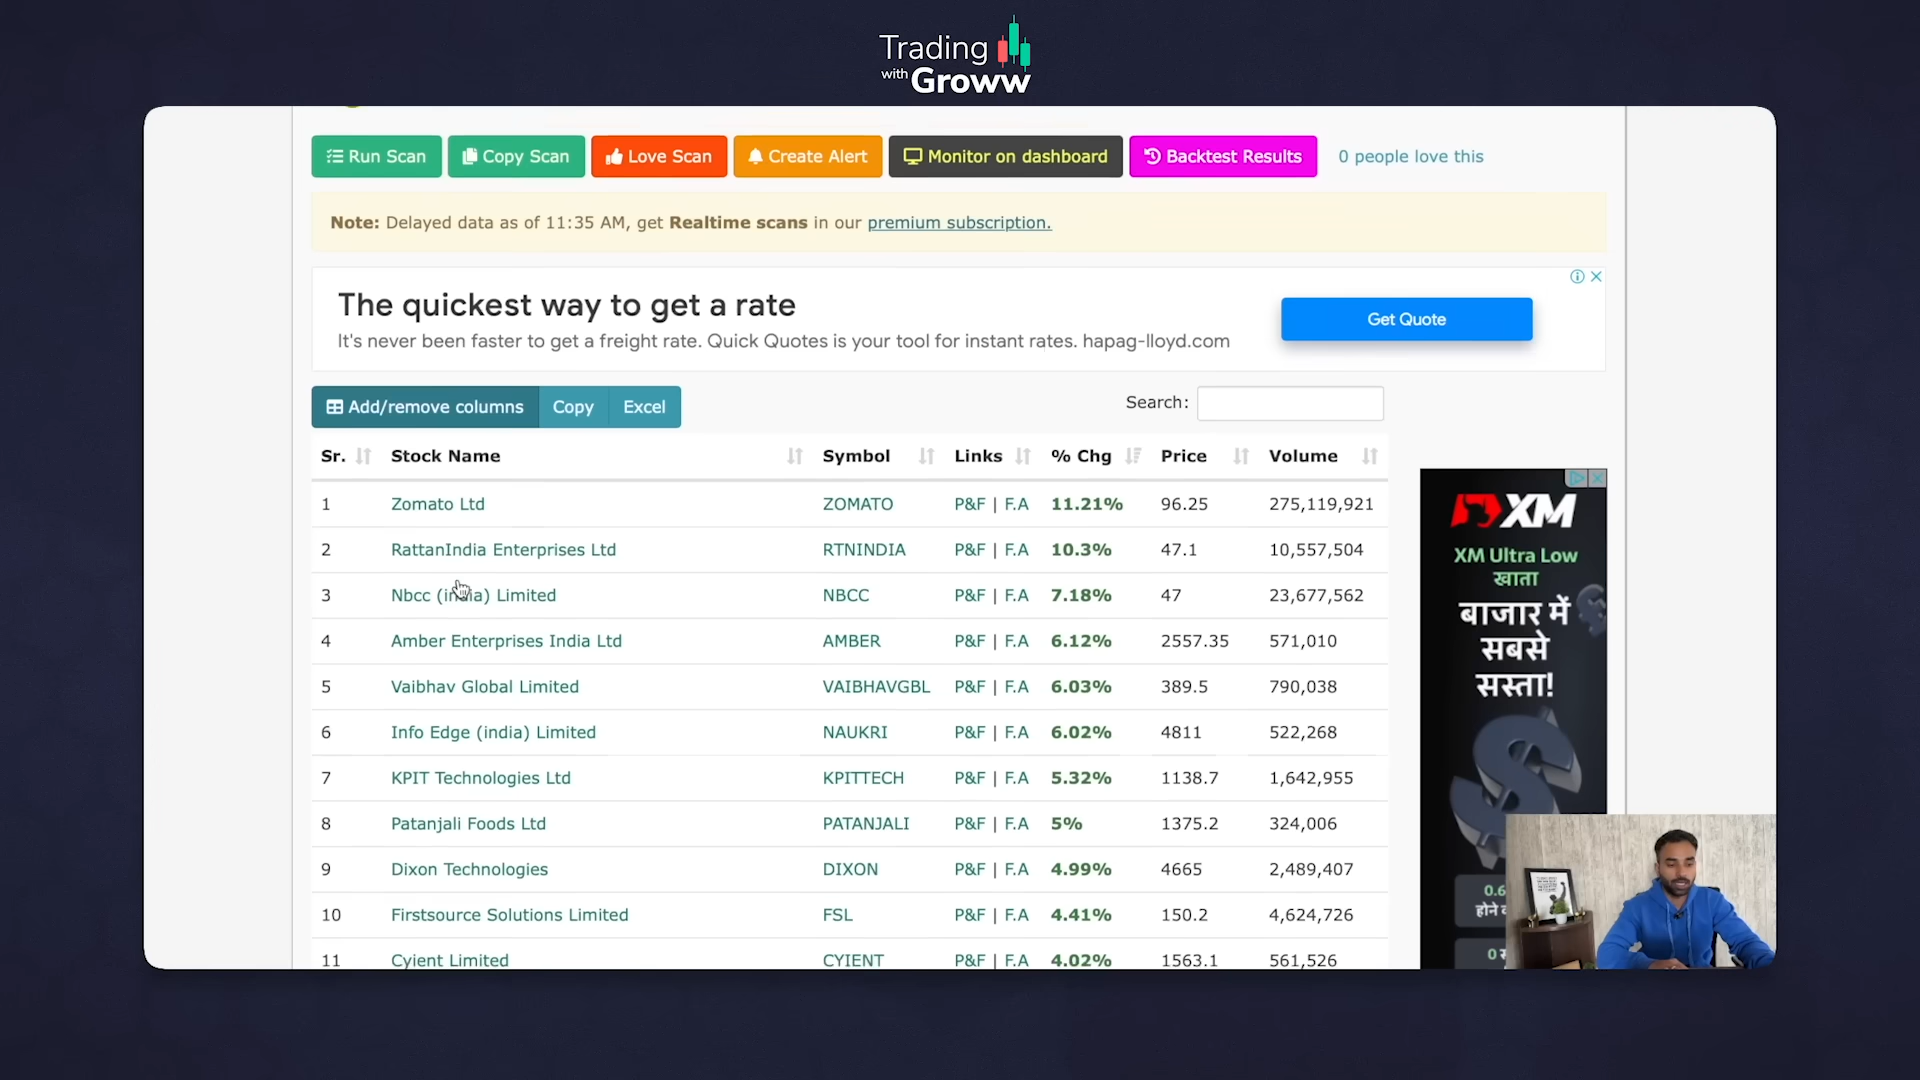 Trading
with Groww
Run Scan Copy Scan Love Scan Create Alert Monitor on dashboard Backtest Results 0 people love this
Note: Delayed data as of 11:35 AM, get Realtime scans in our premium subscription.
The quickest way to get a rate
It's never been faster to get a freight rate. Quick Quotes is your tool for instant rates. hapag-lloyd.com
Get Quote
Add/remove columns Copy Excel
Search:
Sr. Stock Name Symbol Links % Chg Price Volume
1 Zomato Ltd ZOMATO P&F | F.A 11.21% 96.25 275,119,921
2 RattanIndia Enterprises Ltd RTNINDIA P&F | F.A 10.3% 47.1 10,557,504
3 Nbcc (india) Limited NBCC P&F | F.A 7.18% 47 23,677,562
4 Amber Enterprises India Ltd AMBER P&F | F.A 6.12% 2557.35 571,010
5 Vaibhav Global Limited VAIBHAVGBL P&F | F.A 6.03% 389.5 790,038
6 Info Edge (india) Limited NAUKRI P&F | F.A 6.02% 4811 522,268
7 KPIT Technologies Ltd KPITTECH P&F | F.A 5.32% 1138.7 1,642,955
8 Patanjali Foods Ltd PATANJALI P&F | F.A 5% 1375.2 324,006
9 Dixon Technologies DIXON P&F | F.A 4.99% 4665 2,489,407
10 Firstsource Solutions Limited FSL P&F | F.A 4.41% 150.2 4,624,726
11 Cyient Limited CYIENT P&F | F.A 4.02% 1563.1 561,526
XM
XM Ultra Low
खाता
बाजार में
सबसे
सस्ता!
0.6
होने
0